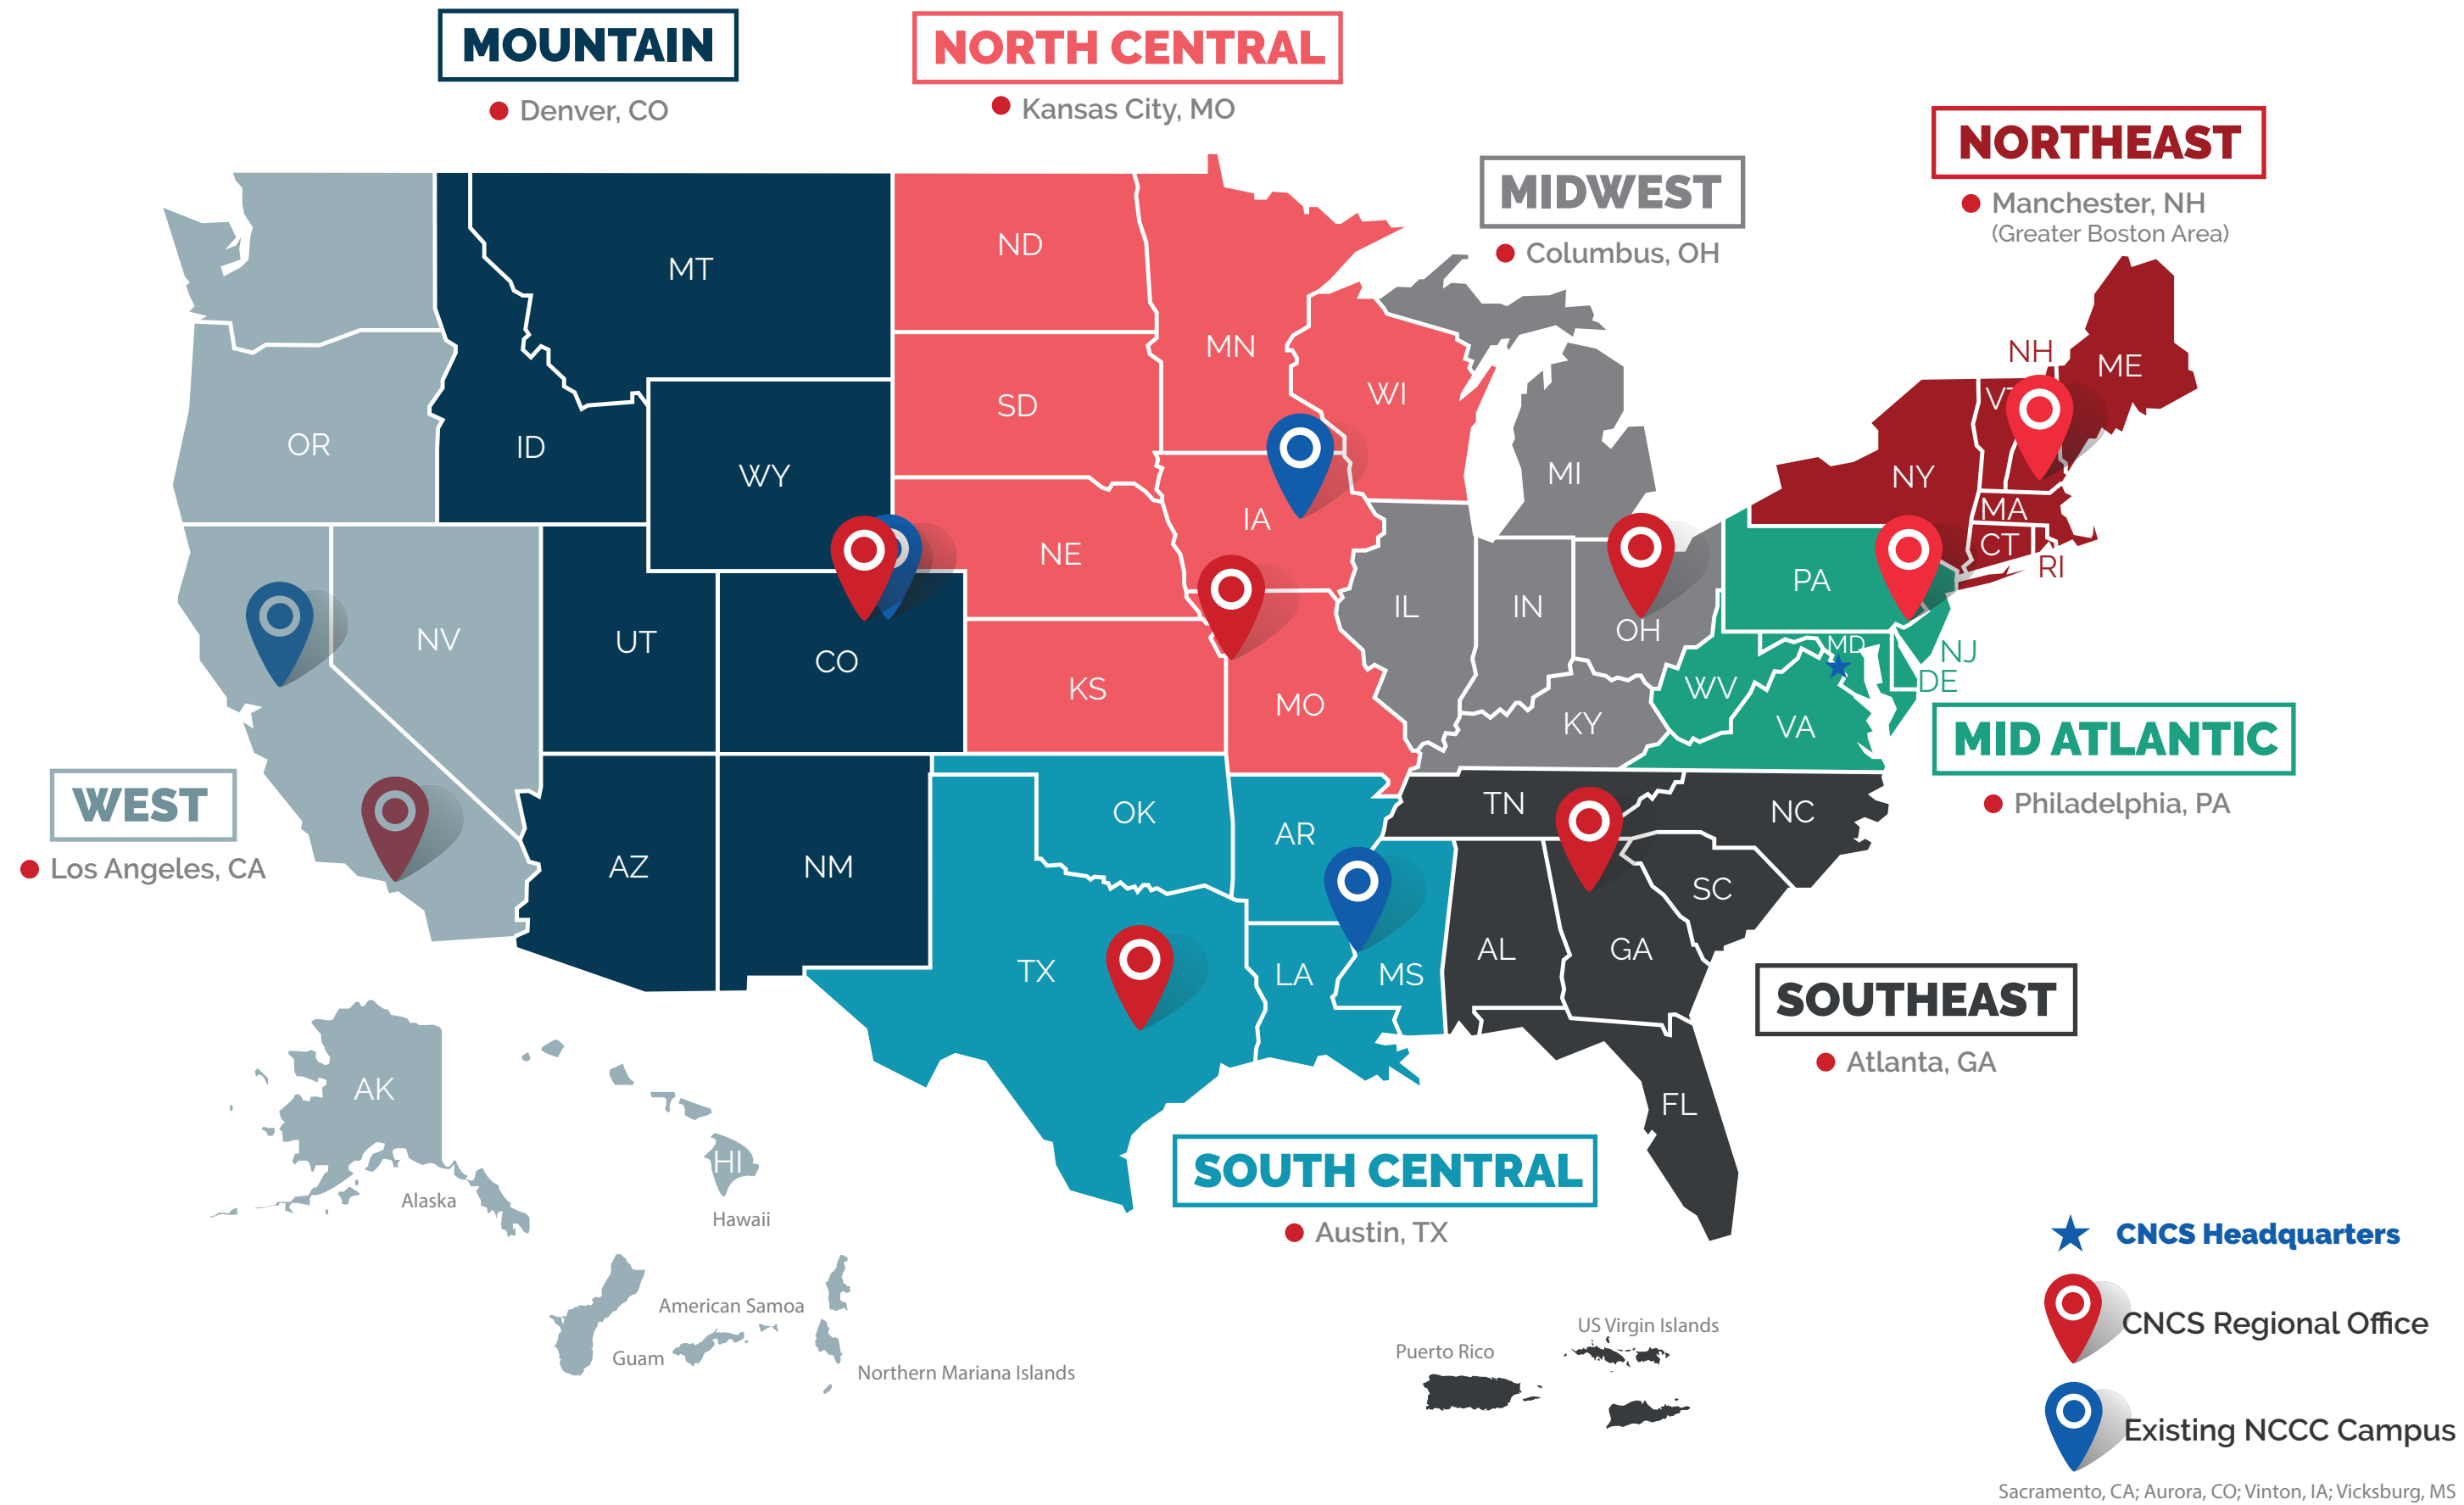 MOUNTAIN
Denver, CO
NORTH CENTRAL
Kansas City, MO
MIDWEST
Columbus, OH
NORTHEAST
Manchester, NH
(Greater Boston Area)
WEST
Los Angeles, CA
MID ATLANTIC
Philadelphia, PA
SOUTHEAST
Atlanta, GA
SOUTH CENTRAL
Austin, TX
MT
ND
MN
NH
ME
VT
WI
SD
OR
ID
WY
MI
NY
MA
IA
NE
CT
RI
PA
IL
IN
OH
NV
UT
CO
MD
NJ
DE
KS
MO
WV
KY
VA
OK
AR
TN
NC
AZ
NM
SC
TX
LA
MS
AL
GA
FL
AK
Alaska
HI
Hawaii
American Samoa
Guam
Northern Mariana Islands
US Virgin Islands
Puerto Rico
CNCS Headquarters
CNCS Regional Office
Existing NCCC Campus
Sacramento, CA; Aurora, CO; Vinton, IA; Vicksburg, MS